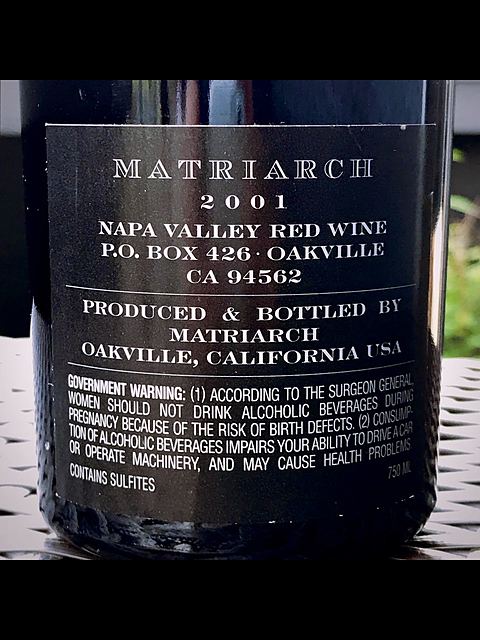 MATRIARCH
2001
NAPA VALLEY RED WINE
P.O. BOX 426 · OAKVILLE
CA 94562
PRODUCED & BOTTLED BY
MATRIARCH
OAKVILLE, CALIFORNIA USA
GOVERNMENT WARNING: (1) ACCORDING TO THE SURGEON GENERAL,
WOMEN SHOULD NOT DRINK ALCOHOLIC BEVERAGES DURING
PREGNANCY BECAUSE OF THE RISK OF BIRTH DEFECTS. (2) CONSUMP-
TION OF ALCOHOLIC BEVERAGES IMPAIRS YOUR ABILITY TO DRIVE A CAR
OR OPERATE MACHINERY, AND MAY CAUSE HEALTH PROBLEMS
CONTAINS SULFITES 750 ML